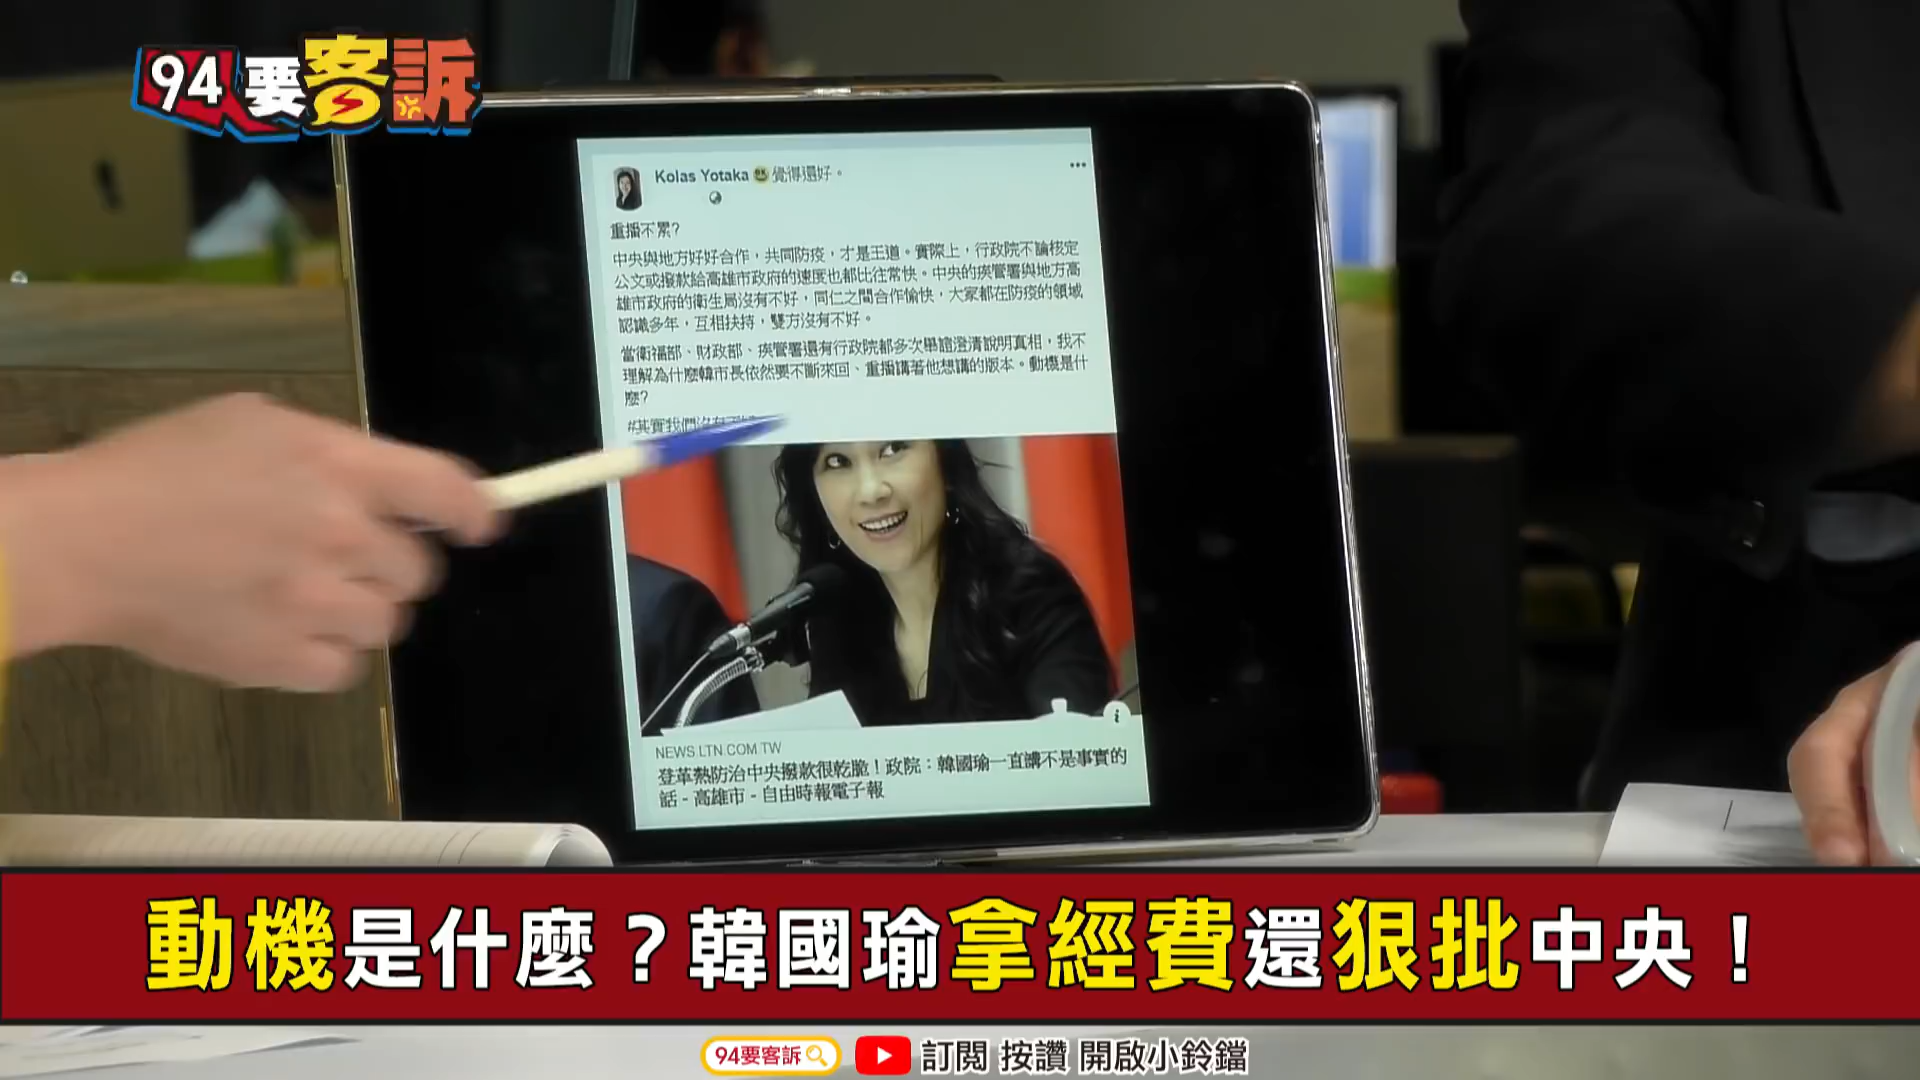 94要客訴
Kolas Yotaka 覺得還好。
重播不累?
中央與地方好好合作，共同防疫，才是王道。實際上，行政院不論核定
公文或撥款給高雄市政府的速度也都比往常快。中央的疾管署與地方高
雄市政府的衛生局沒有不好，同仁之間合作愉快，大家都在防疫的領域
認識多年，互相扶持，雙方沒有不好。
當衛福部、財政部、疾管署還有行政院都多次舉證澄清說明真相，我不
理解為什麼韓市長依然要不斷來回、重播講著他想講的版本。動機是什
麼?
#其實我們沒有
NEWS.LTN.COM.TW
登革熱防治中央撥款很乾脆！政院：韓國瑜一直講不是事實的
話 - 高雄市 - 自由時報電子報
動機是什麼？韓國瑜拿經費還狠批中央！
94要客訴 訂閱 按讚 開啟小鈴鐺